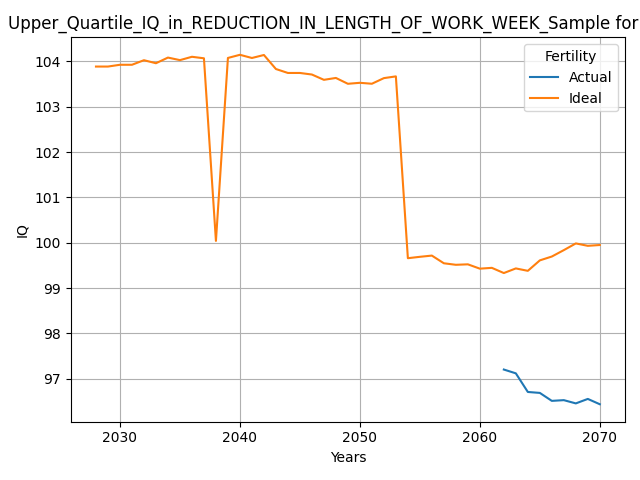 Upper_Quartile_IQ_in_REDUCTION_IN_LENGTH_OF_WORK_WEEK_Sample for
Fertility
Actual
Ideal
104
103
102
101
100
99
98
97
IQ
2030 2040 2050 2060 2070
Years